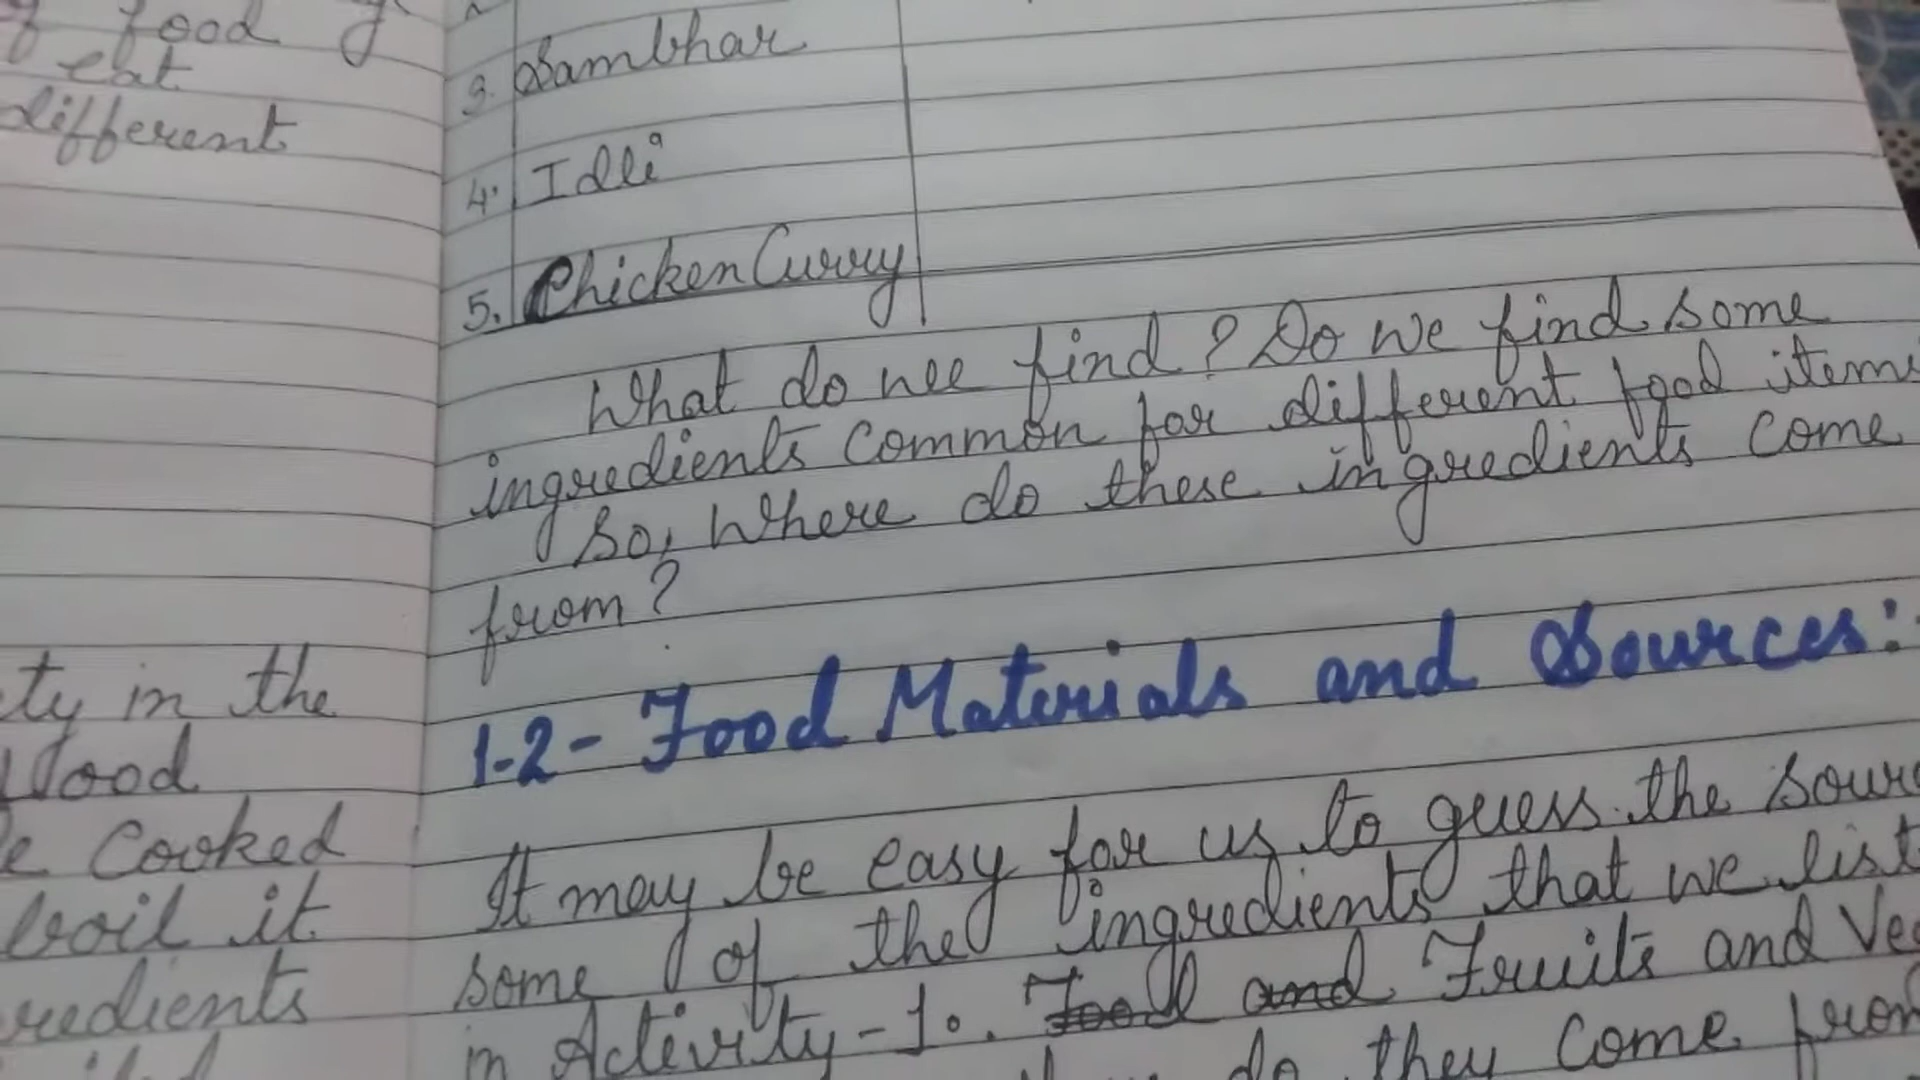 food
eat
different
ty in the
food
Cooked
boil it
redients
3. Sambhar
4. Idli
5. Chicken Curry
What do we find? Do we find some
ingredients common for different food items
So, Where do these ingredients come
from?
1-2- Food Materials and Sources:
It may be easy for us to guess the
some of the ingredients that we list
in Activity-1. Food and Fruits and
do they come from